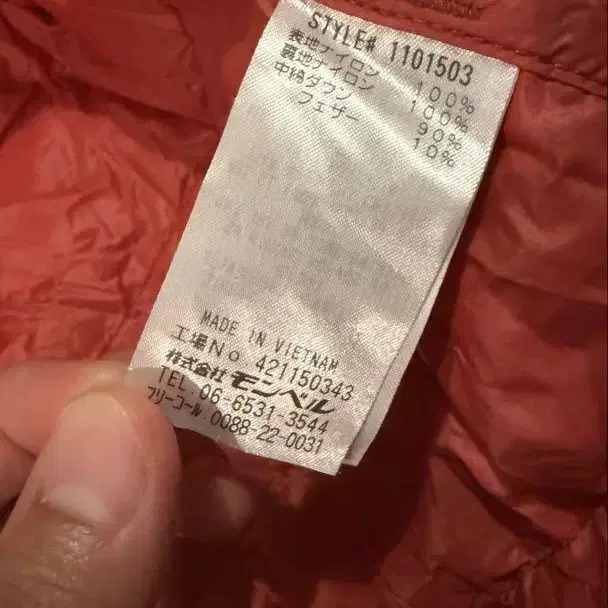 STYLE# 1101503
表地ナイロン 100%
裏地ナイロン 100%
中綿ダウン 90%
フェザー 10%
MADE IN VIETNAM
工場No 421150343
株式会社 モンベル
TEL.06-6531-3544
フリーコール:0088-22-0031